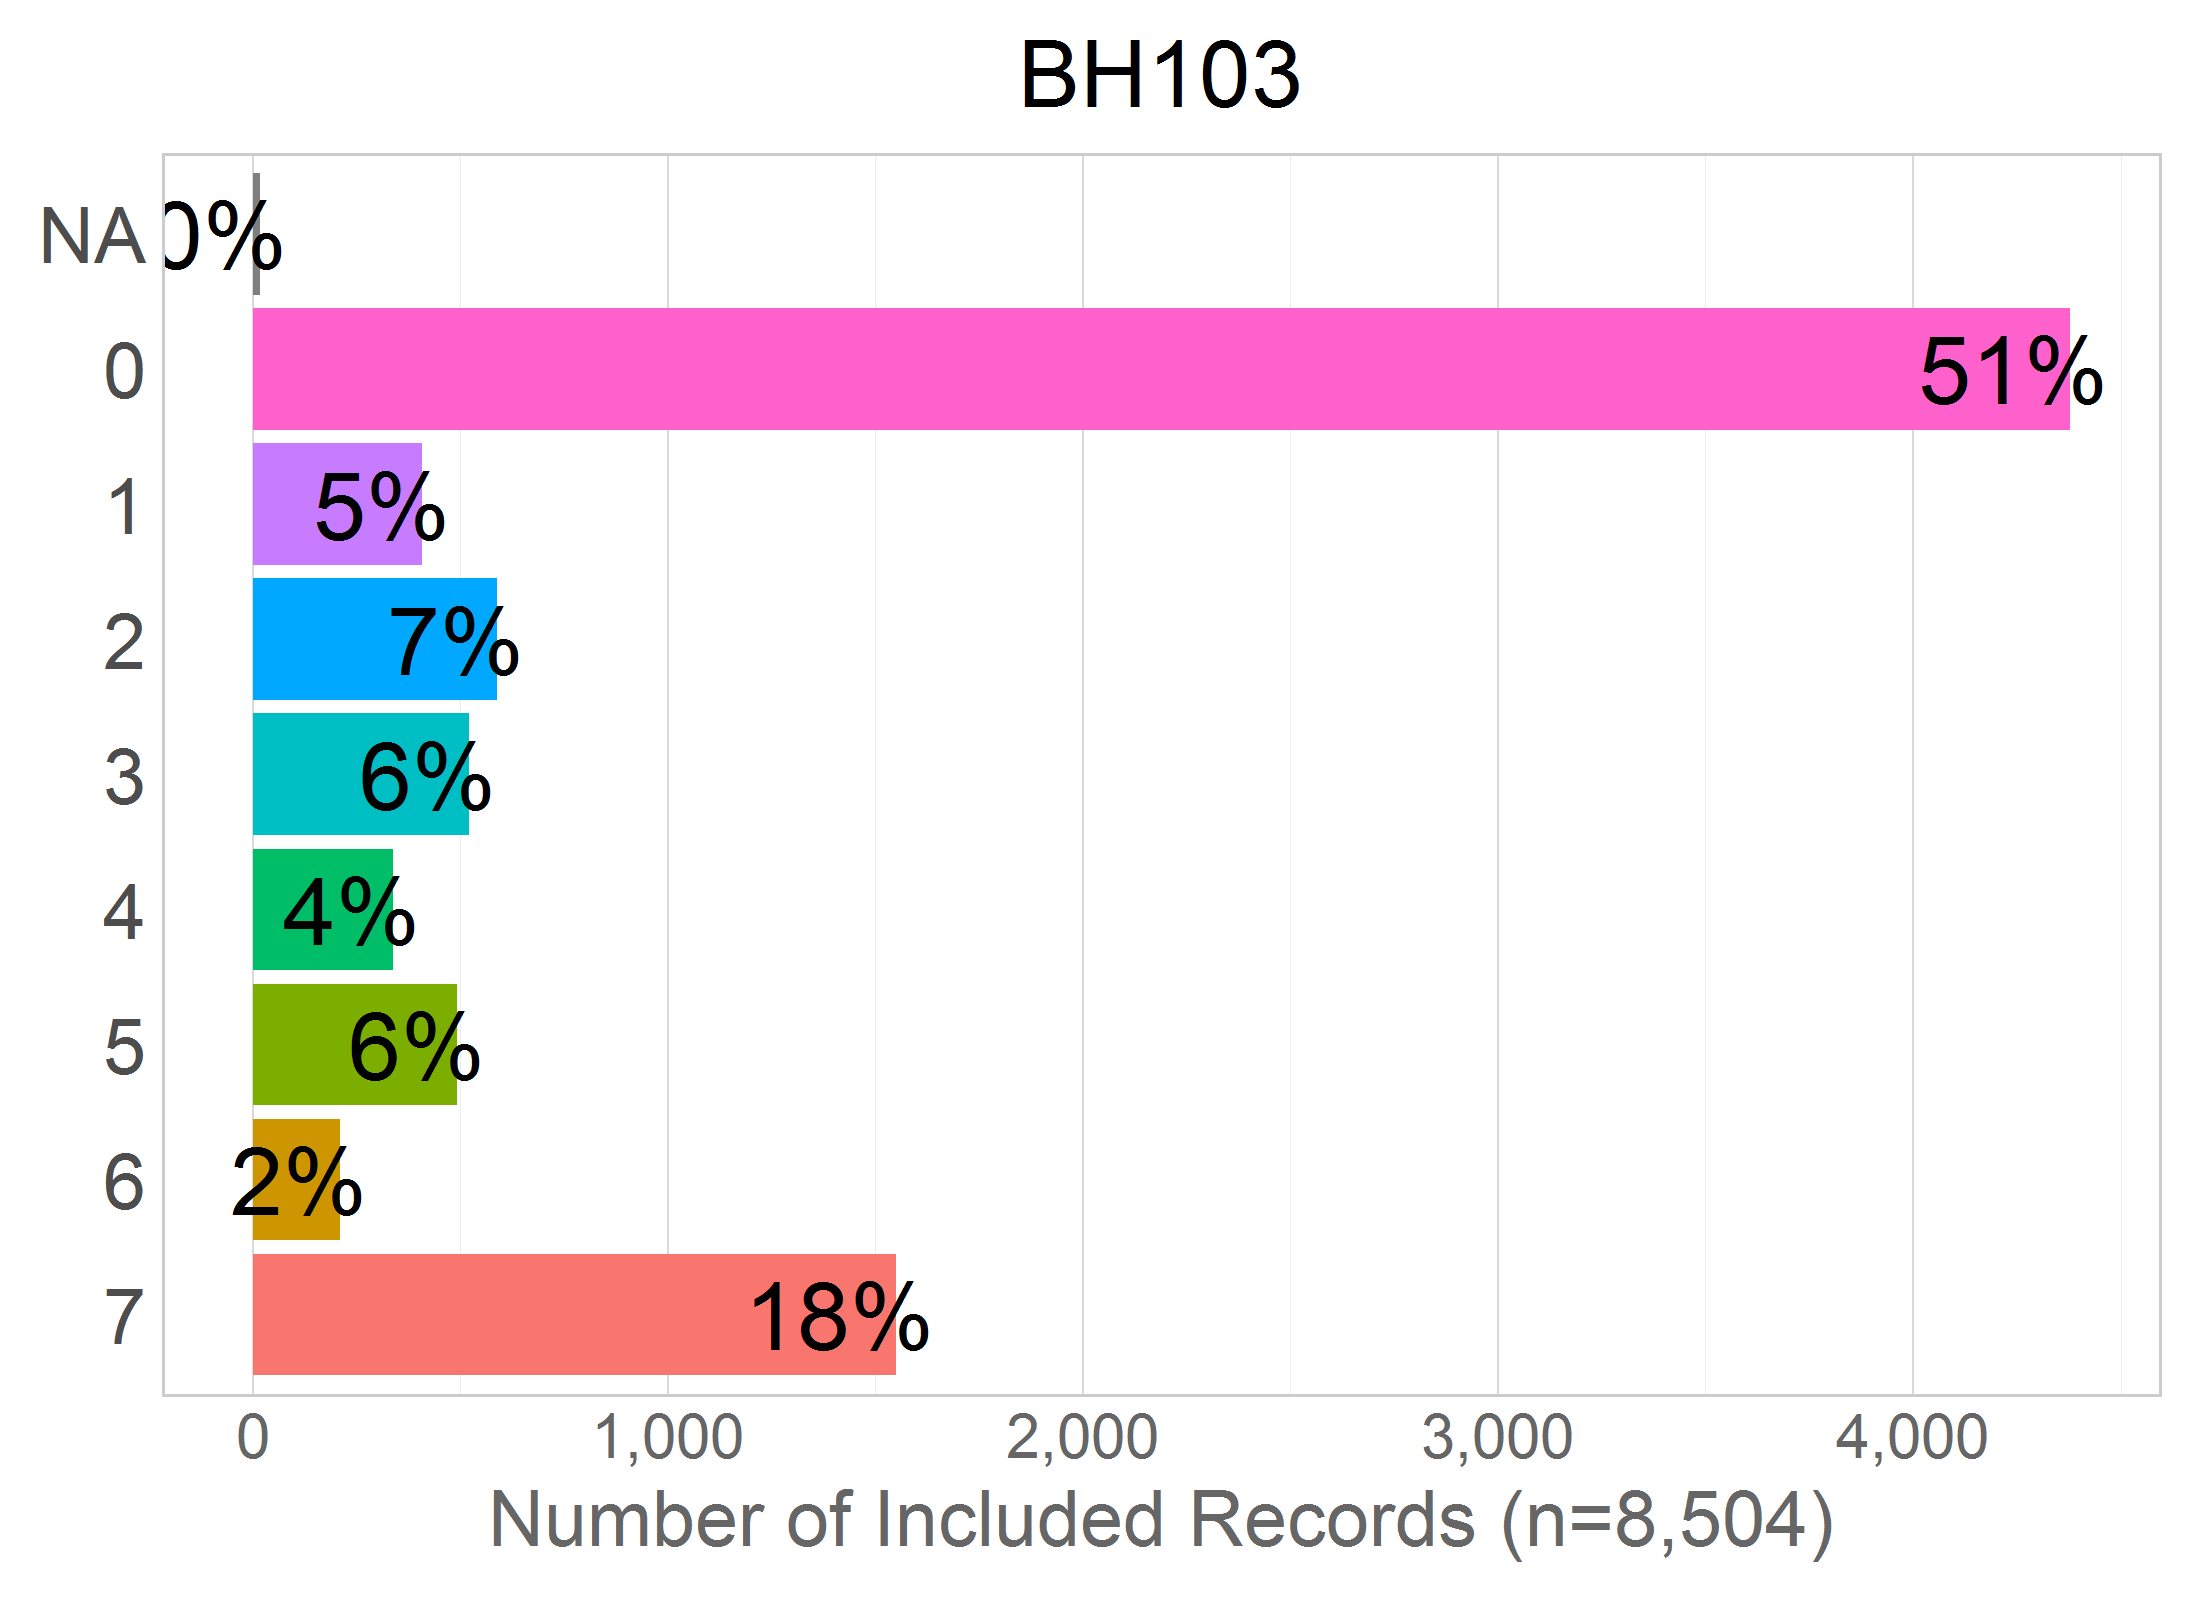 BH103
NA 0%
0 51%
1 5%
2 7%
3 6%
4 4%
5 6%
6 2%
7 18%
0 1,000 2,000 3,000 4,000
Number of Included Records (n=8,504)